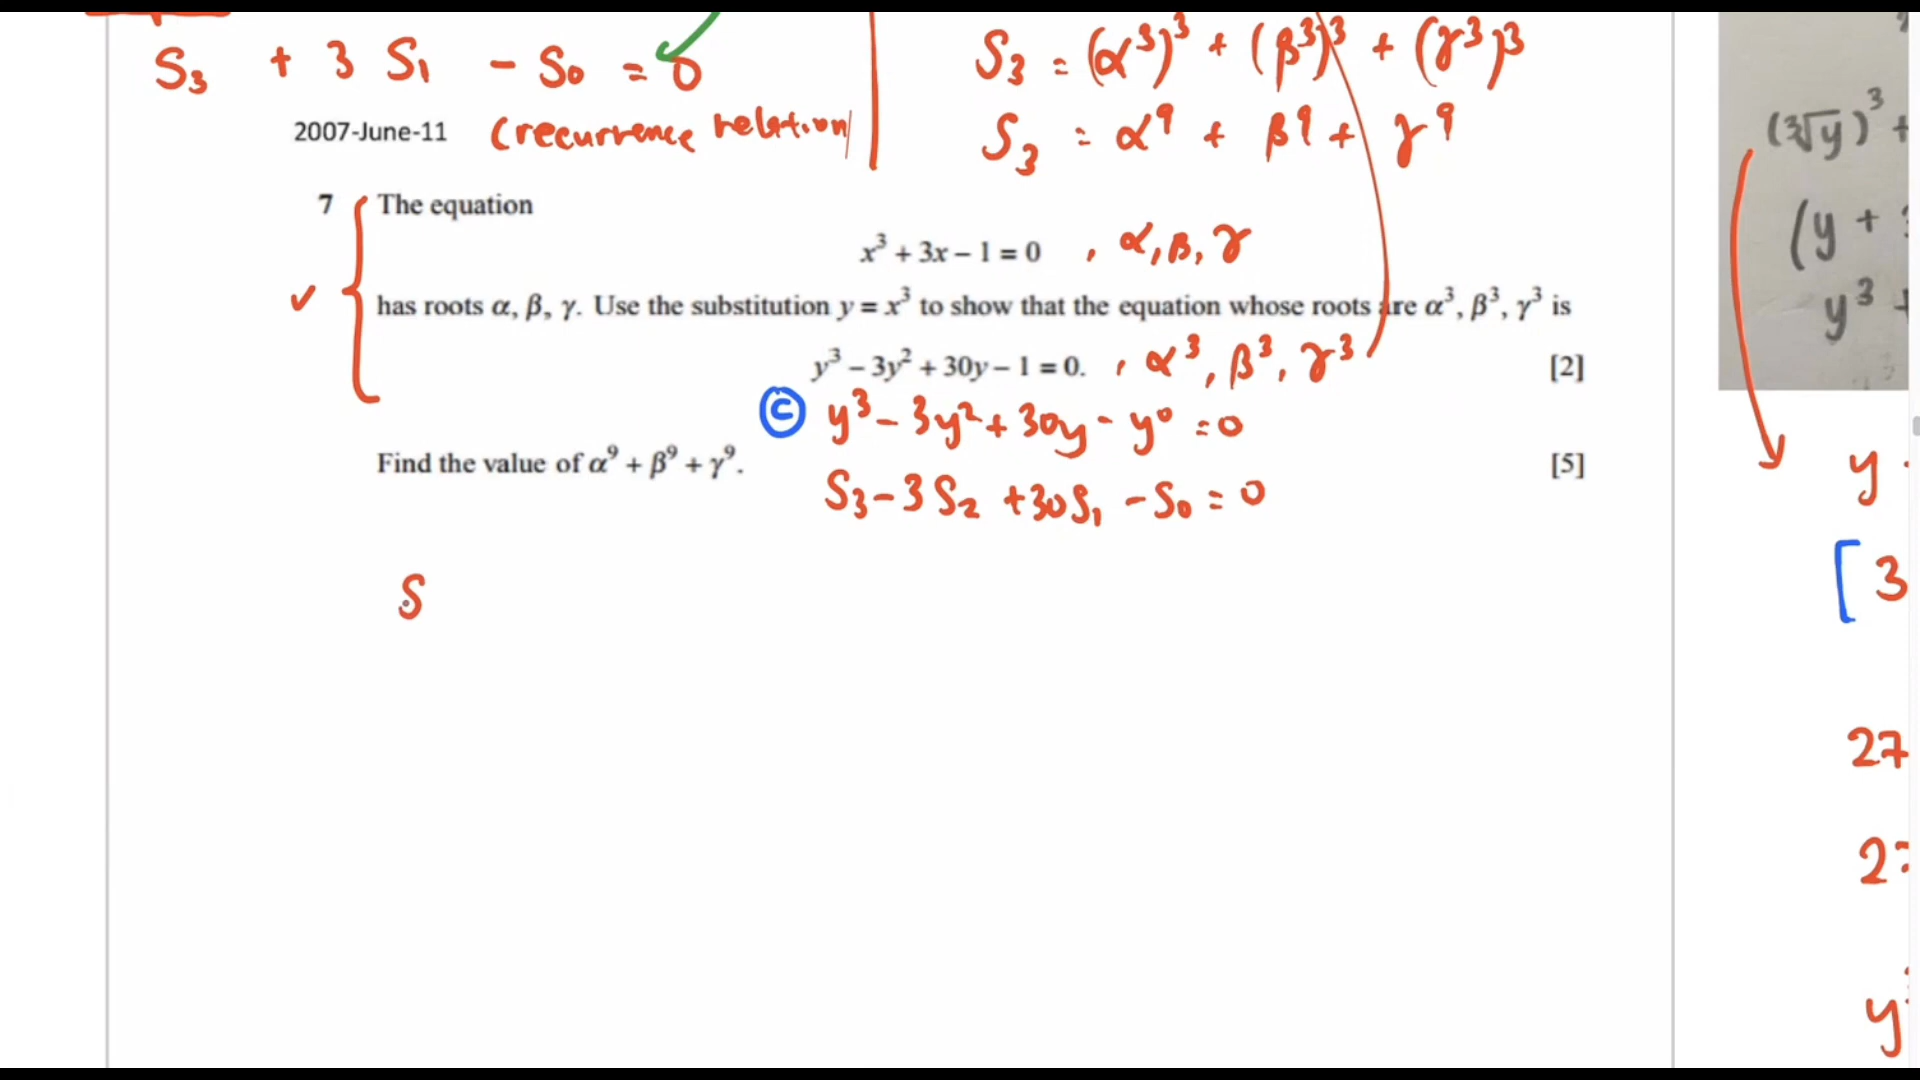 S₃ + 3 S₁ - S₀ = 0
S₃ = (α³)³ + (β³)³ + (γ³)³
2007-June-11 (recurrence relation
S₃ = α⁹ + β⁹ + γ⁹
7 The equation
x³ + 3x – 1 = 0 , α, β, γ
has roots α, β, γ. Use the substitution y = x³ to show that the equation whose roots are α³, β³, γ³ is
y³ – 3y² + 30y – 1 = 0. , α³, β³, γ³ [2]
© y³ - 3y² + 30y - y⁰ = 0
Find the value of α⁹ + β⁹ + γ⁹. [5]
S₃ - 3 S₂ + 30 S₁ - S₀ = 0
S
(∛y)³ +
(y +
y³ +
y
[ 3
27
y